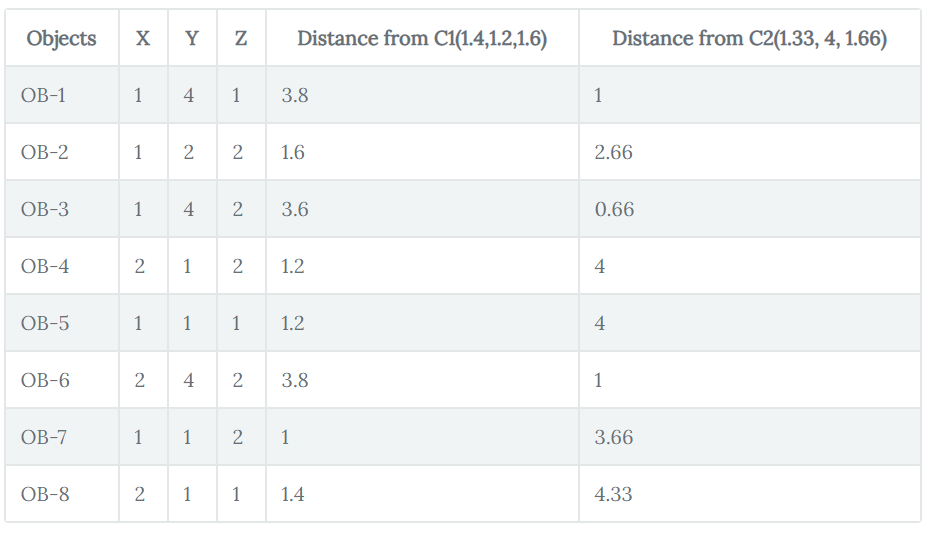 Objects X Y Z Distance from C1(1.4,1.2,1.6) Distance from C2(1.33, 4, 1.66)
OB-1 1 4 1 3.8 1
OB-2 1 2 2 1.6 2.66
OB-3 1 4 2 3.6 0.66
OB-4 2 1 2 1.2 4
OB-5 1 1 1 1.2 4
OB-6 2 4 2 3.8 1
OB-7 1 1 2 1 3.66
OB-8 2 1 1 1.4 4.33